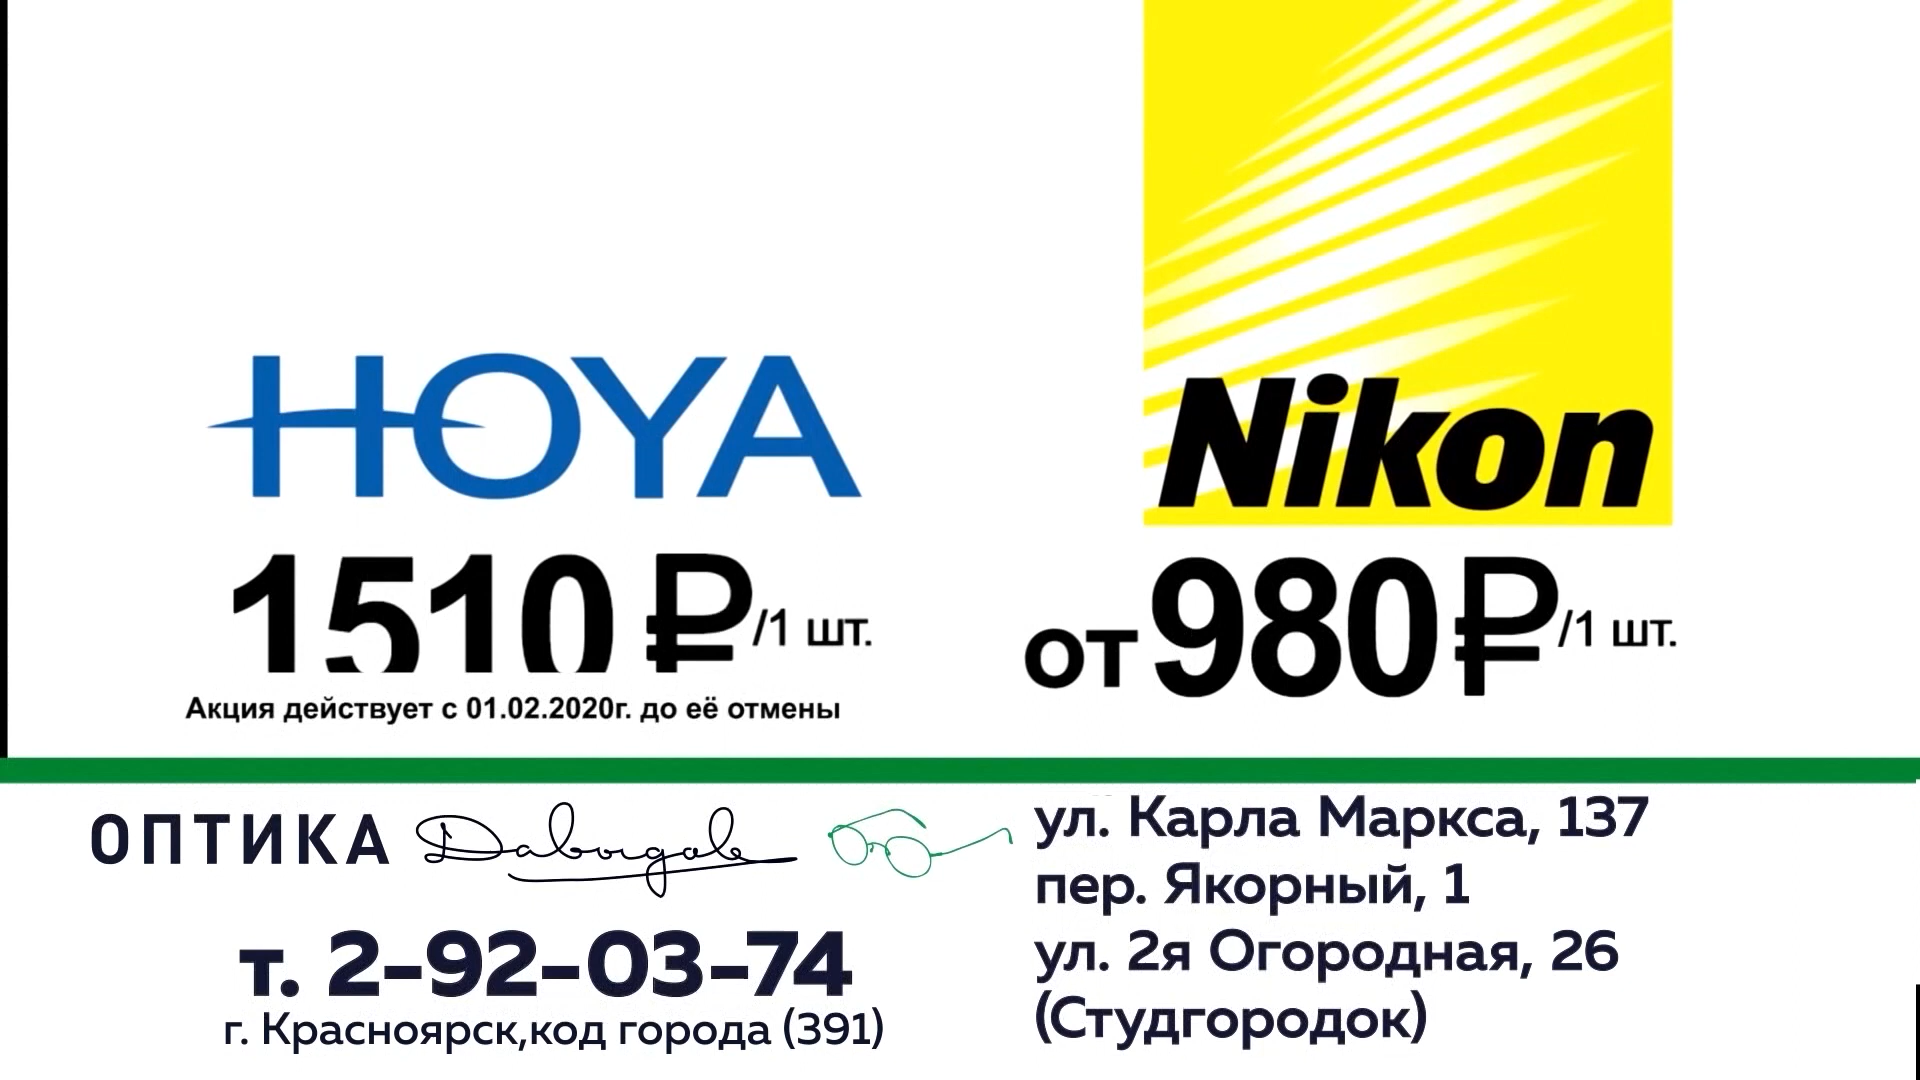 HOYA
1510 ₽/1 шт.
Акция действует с 01.02.2020г. до её отмены
Nikon
от 980 ₽/1 шт.
ОПТИКА
т. 2-92-03-74
г. Красноярск,код города (391)
ул. Карла Маркса, 137
пер. Якорный, 1
ул. 2я Огородная, 26
(Студгородок)